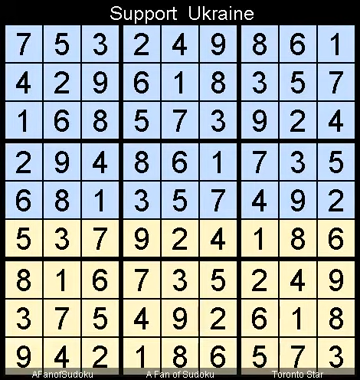 Support Ukraine
7 5 3 2 4 9 8 6 1
4 2 9 6 1 8 3 5 7
1 6 8 5 7 3 9 2 4
2 9 4 8 6 1 7 3 5
6 8 1 3 5 7 4 9 2
5 3 7 9 2 4 1 8 6
8 1 6 7 3 5 2 4 9
3 7 5 4 9 2 6 1 8
9 4 2 1 8 6 5 7 3
AFanofSudoku A Fan of Sudoku Toronto Star